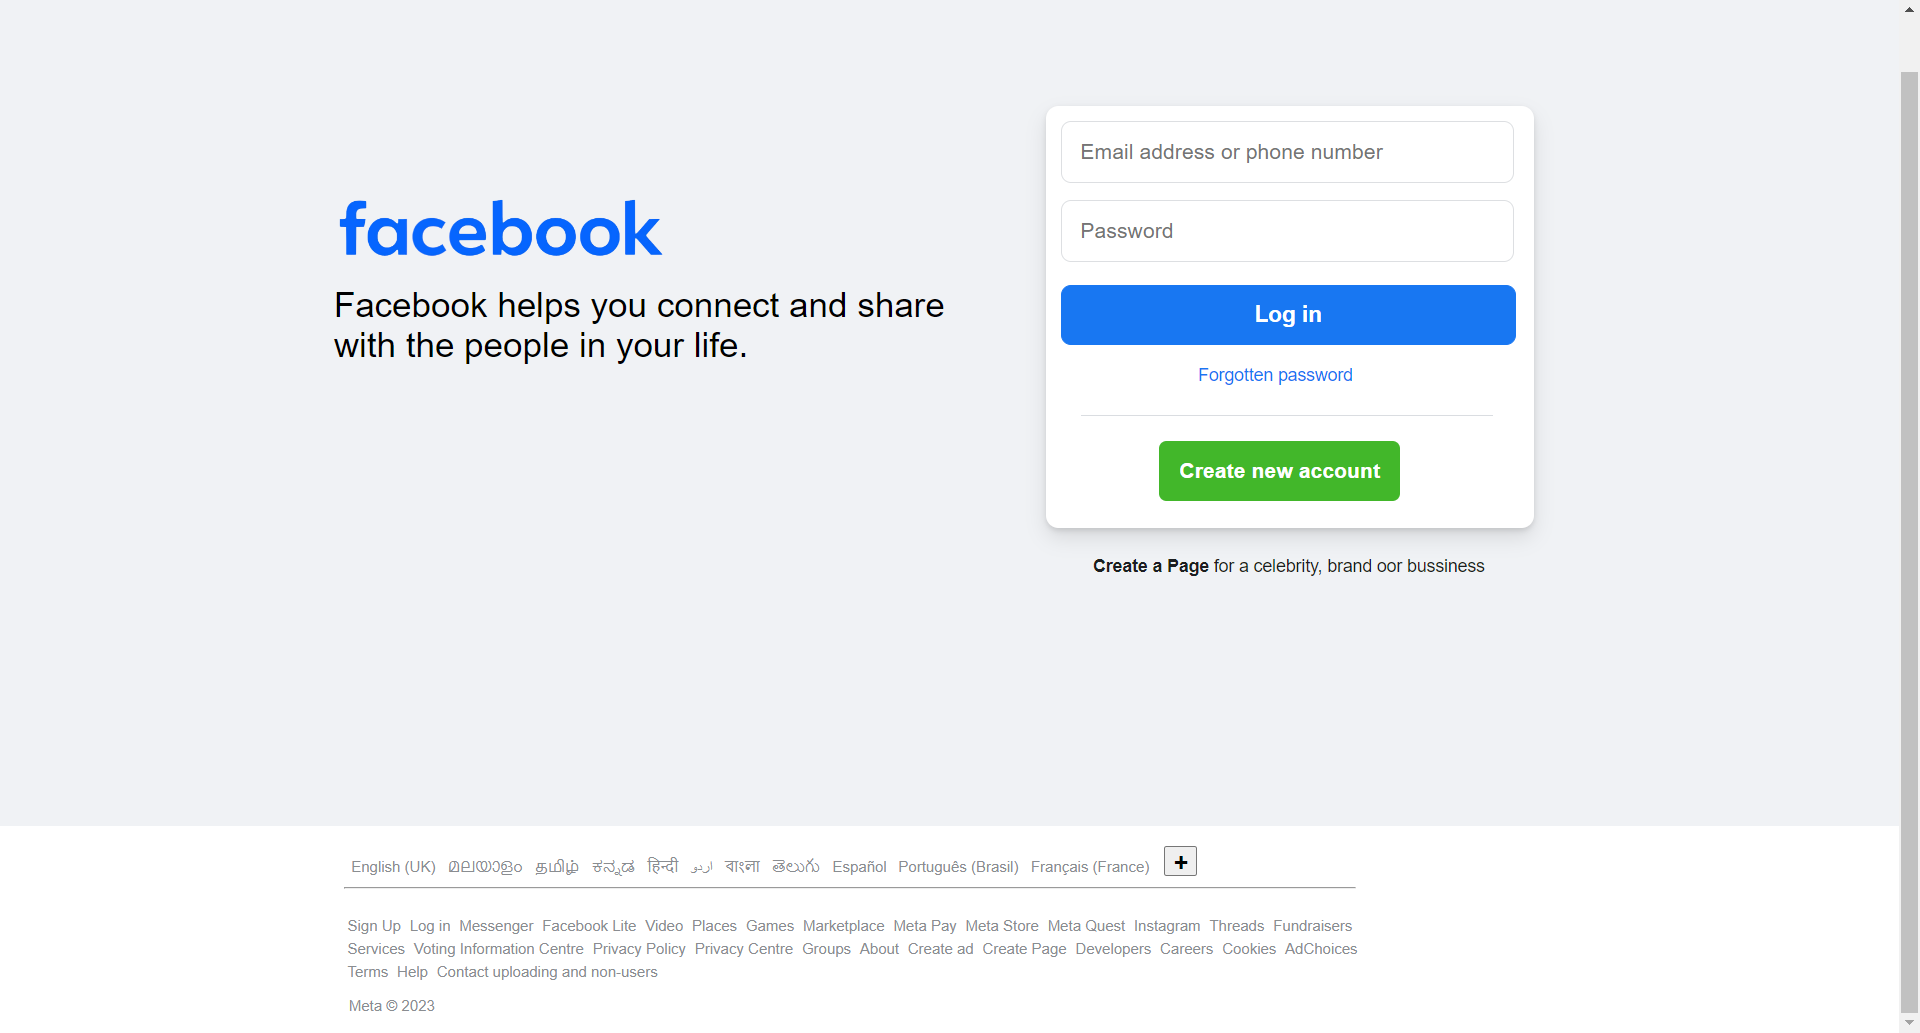 facebook
Facebook helps you connect and share
with the people in your life.
Email address or phone number
Password
Log in
Forgotten password
Create new account
Create a Page for a celebrity, brand oor bussiness
English (UK) മലയാളം தமிழ் ಕನ್ನಡ हिन्दी اردو বাংলা తెలుగు Español Português (Brasil) Français (France) +
Sign Up Log in Messenger Facebook Lite Video Places Games Marketplace Meta Pay Meta Store Meta Quest Instagram Threads Fundraisers
Services Voting Information Centre Privacy Policy Privacy Centre Groups About Create ad Create Page Developers Careers Cookies AdChoices
Terms Help Contact uploading and non-users
Meta © 2023